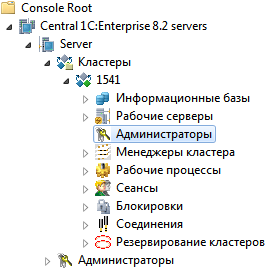 Console Root
Central 1C:Enterprise 8.2 servers
Server
Кластеры
1541
Информационные базы
Рабочие серверы
Администраторы
Менеджеры кластера
Рабочие процессы
Сеансы
Блокировки
Соединения
Резервирование кластеров
Администраторы